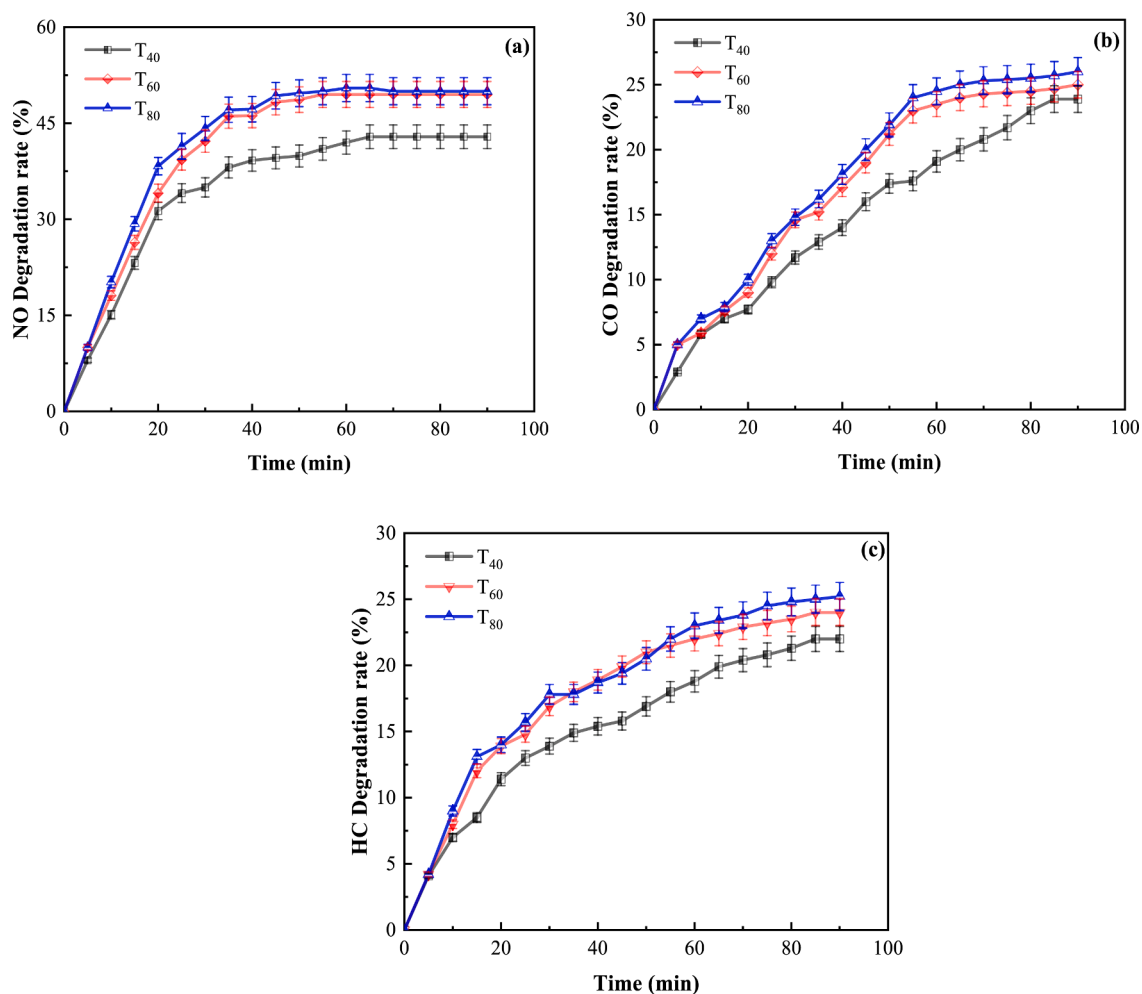 (a)
T40
T60
T80
NO Degradation rate (%)
60
45
30
15
0
0 20 40 60 80 100
Time (min)
(b)
T40
T60
T80
CO Degradation rate (%)
30
25
20
15
10
5
0
0 20 40 60 80 100
Time (min)
(c)
T40
T60
T80
HC Degradation rate (%)
30
25
20
15
10
5
0
0 20 40 60 80 100
Time (min)